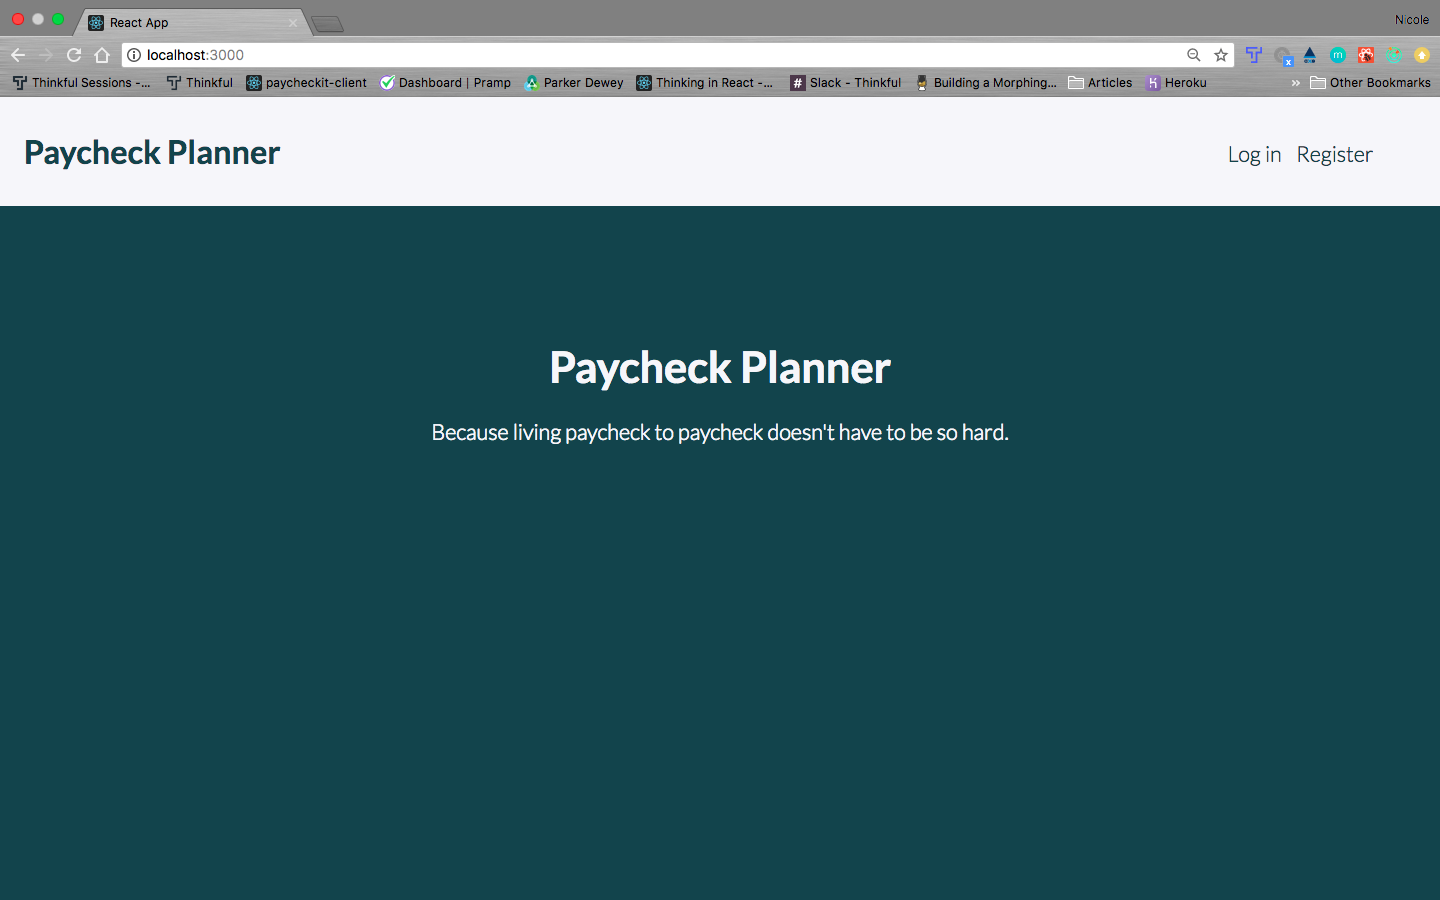 React App
Nicole
localhost:3000
Thinkful Sessions -...
Thinkful
paycheckit-client
Dashboard | Pramp
Parker Dewey
Thinking in React -...
Slack - Thinkful
Building a Morphing...
Articles
Heroku
» Other Bookmarks
Paycheck Planner
Log in Register
Paycheck Planner
Because living paycheck to paycheck doesn't have to be so hard.